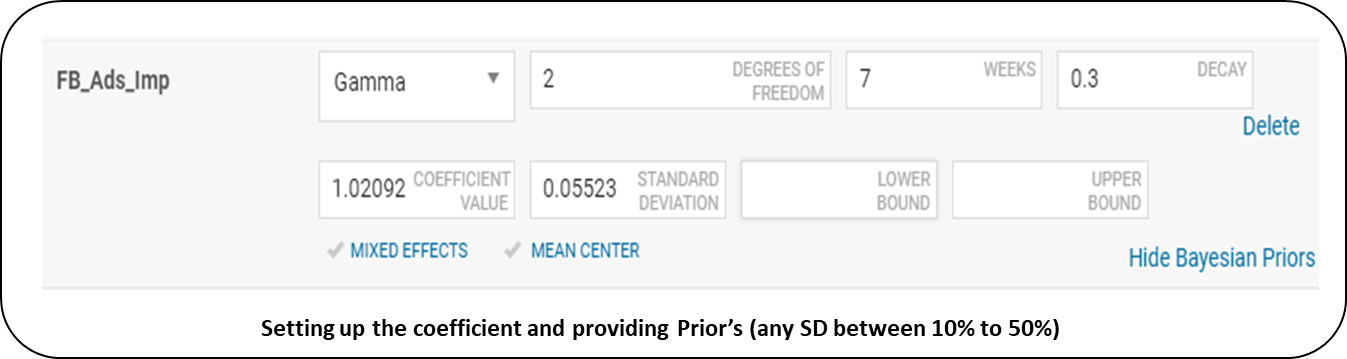 FB_Ads_Imp
Gamma
2 DEGREES OF FREEDOM
7 WEEKS
0.3 DECAY
Delete
1.02092 COEFFICIENT VALUE
0.05523 STANDARD DEVIATION
LOWER BOUND
UPPER BOUND
MIXED EFFECTS
MEAN CENTER
Hide Bayesian Priors
Setting up the coefficient and providing Prior's (any SD between 10% to 50%)